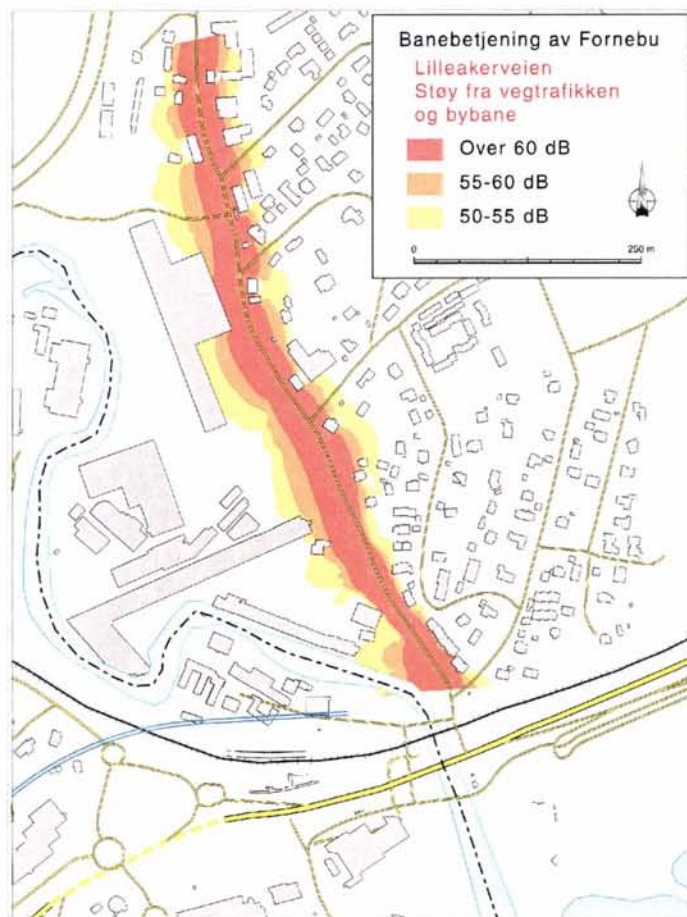 Banebetjening av Fornebu
Lilleakerveien
Støy fra vegtrafikken
og bybane
Over 60 dB
55-60 dB
50-55 dB
0 250 m